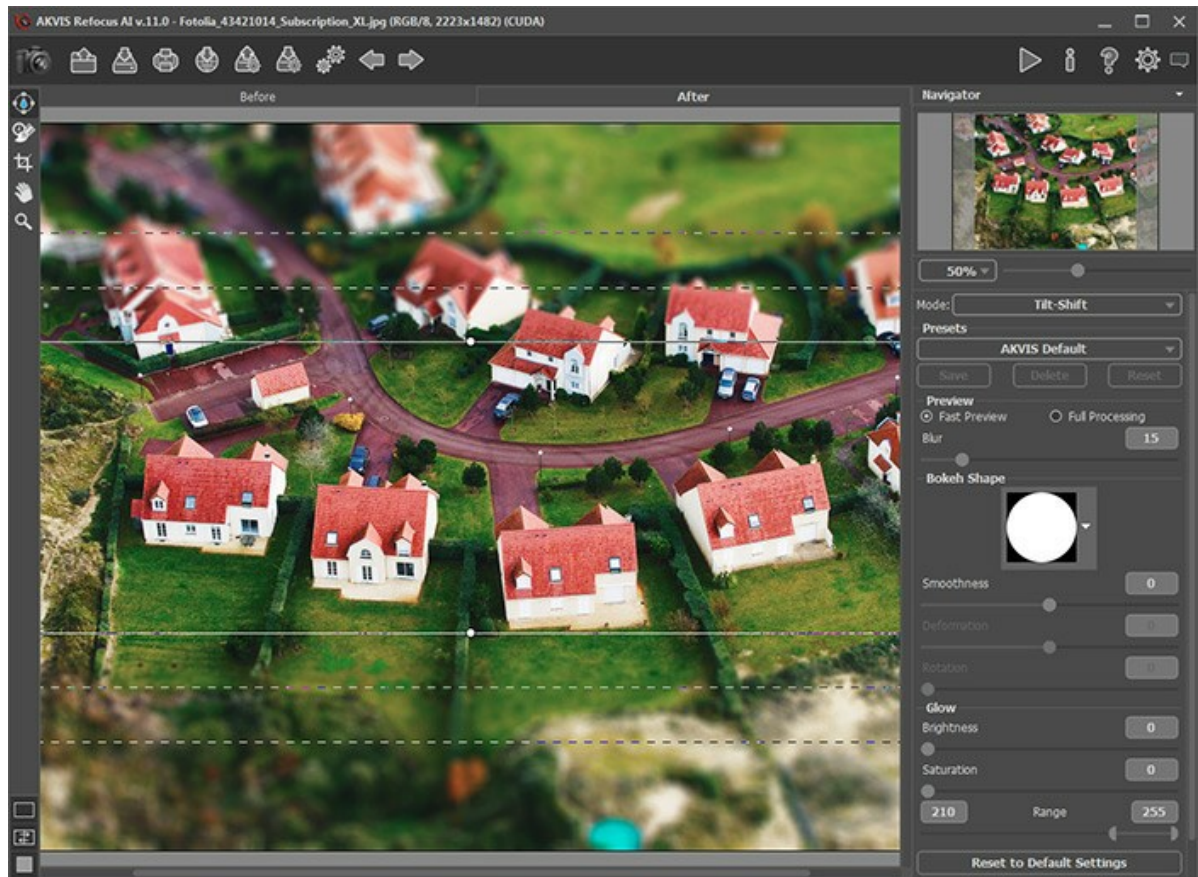 AKVIS Refocus AI v.11.0 - Fotolia_43421014_Subscription_XL.jpg (RGB/8, 2223x1482) (CUDA)
Before
After
Navigator
50%
Mode: Tilt-Shift
Presets
AKVIS Default
Save Delete Reset
Preview
Fast Preview Full Processing
Blur 15
Bokeh Shape
Smoothness 0
Deformation 0
Rotation 0
Glow
Brightness 0
Saturation 0
210 Range 255
Reset to Default Settings